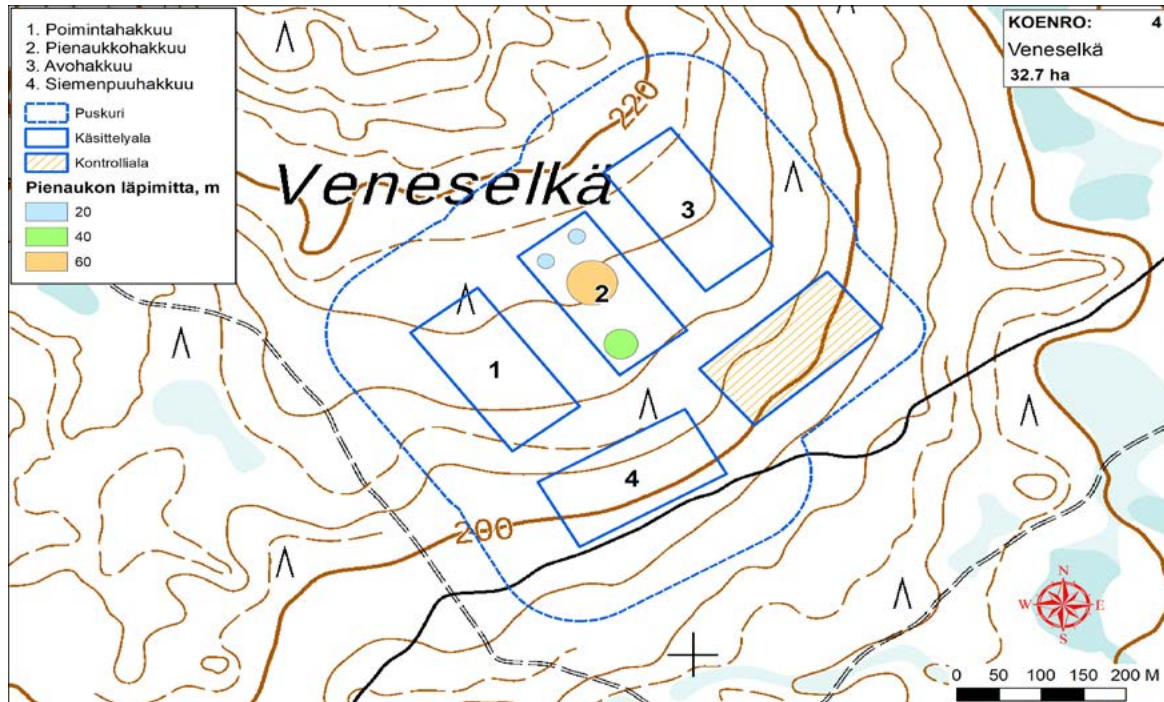 1. Poimintahakkuu
2. Pienaukkohakkuu
3. Avohakkuu
4. Siemenpuuhakkuu
Puskuri
Käsittelyala
Kontrolliala
Pienaukon läpimitta, m
20
40
60
KOENRO: 4
Veneselkä
32.7 ha
220
Veneselkä
3
2
1
4
200
N
W E
S
0 50 100 150 200 M